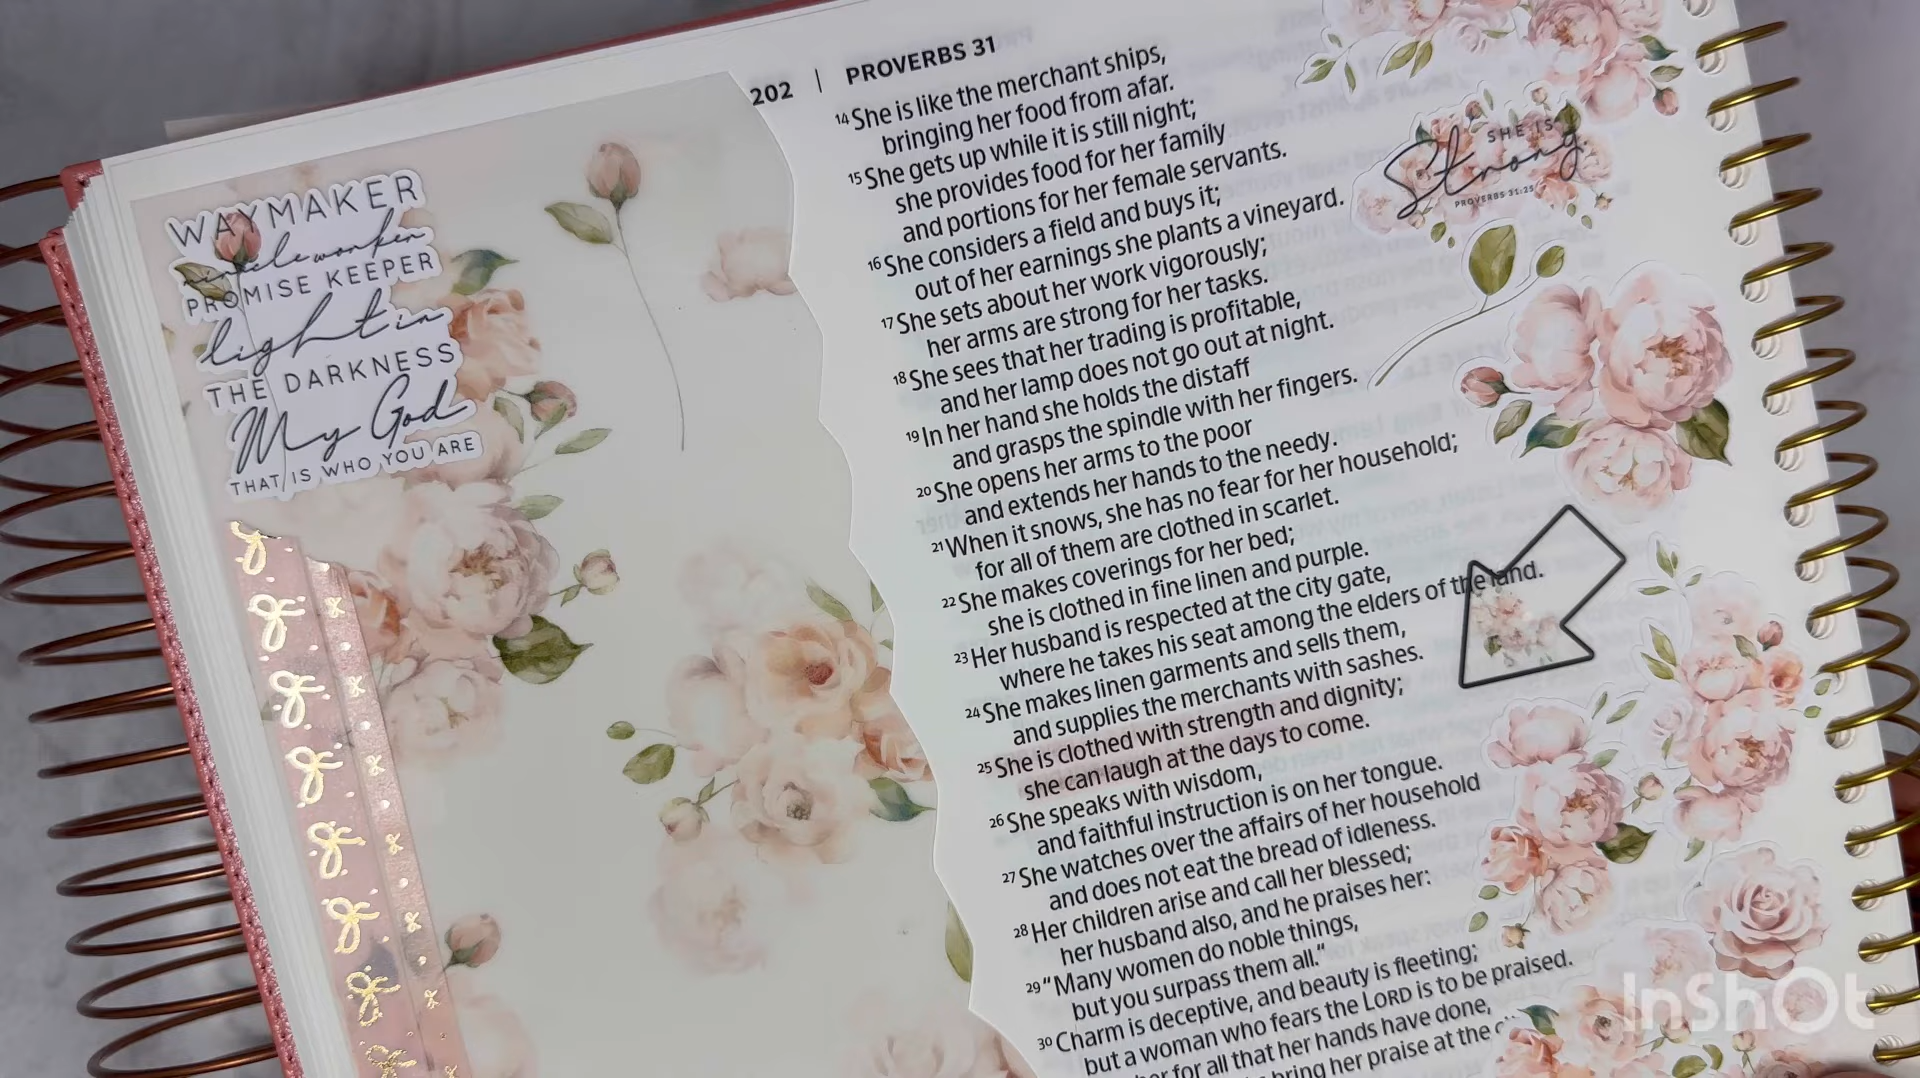 WAYMAKER
miracle worker
PROMISE KEEPER
light in
THE DARKNESS
My God
THAT IS WHO YOU ARE
202 | PROVERBS 31
14 She is like the merchant ships,
bringing her food from afar.
15 She gets up while it is still night;
she provides food for her family
and portions for her female servants.
16 She considers a field and buys it;
out of her earnings she plants a vineyard.
17 She sets about her work vigorously;
her arms are strong for her tasks.
18 She sees that her trading is profitable,
and her lamp does not go out at night.
19 In her hand she holds the distaff
and grasps the spindle with her fingers.
20 She opens her arms to the poor
and extends her hands to the needy.
21 When it snows, she has no fear for her household;
for all of them are clothed in scarlet.
22 She makes coverings for her bed;
she is clothed in fine linen and purple.
23 Her husband is respected at the city gate,
where he takes his seat among the elders of the land.
24 She makes linen garments and sells them,
and supplies the merchants with sashes.
25 She is clothed with strength and dignity;
she can laugh at the days to come.
26 She speaks with wisdom,
and faithful instruction is on her tongue.
27 She watches over the affairs of her household
and does not eat the bread of idleness.
28 Her children arise and call her blessed;
her husband also, and he praises her:
29 "Many women do noble things,
but you surpass them all."
30 Charm is deceptive, and beauty is fleeting;
but a woman who fears the LORD is to be praised.
her for all that her hands have done,
bring her praise at the
SHE IS
Strong
PROVERBS 31:25
InShOt